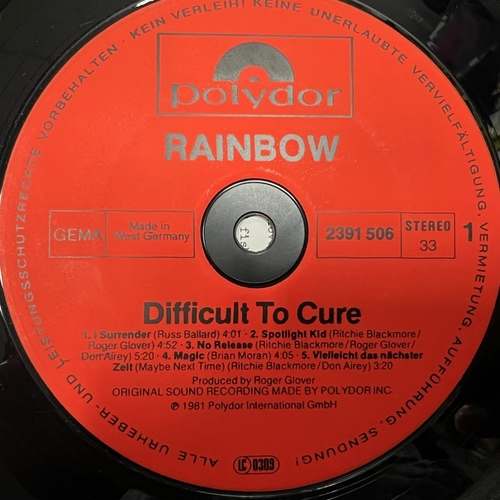 ALLE URHEBER- UND LEISTUNGSSCHUTZRECHTE VORBEHALTEN · KEIN VERLEIH! KEINE UNERLAUBTE VERVIELFÄLTIGUNG, VERMIETUNG, AUFFÜHRUNG, SENDUNG!
polydor
RAINBOW
GEMA
Made in
West Germany
2391 506
STEREO
33
1
Difficult To Cure
1. I Surrender (Russ Ballard) 4:01 · 2. Spotlight Kid (Ritchie Blackmore/
Roger Glover) 4:52 · 3. No Release (Blackmore/Roger Glover/
Don Airey) 5:20 · 4. Magic (Brian Moran) 4:05 · 5. Vielleicht das nächster
Zeit (Maybe Next Time) (Ritchie Blackmore/Don Airey) 3:20
Produced by Roger Glover
ORIGINAL SOUND RECORDING MADE BY POLYDOR INC.
℗ 1981 Polydor International GmbH
LC 0309